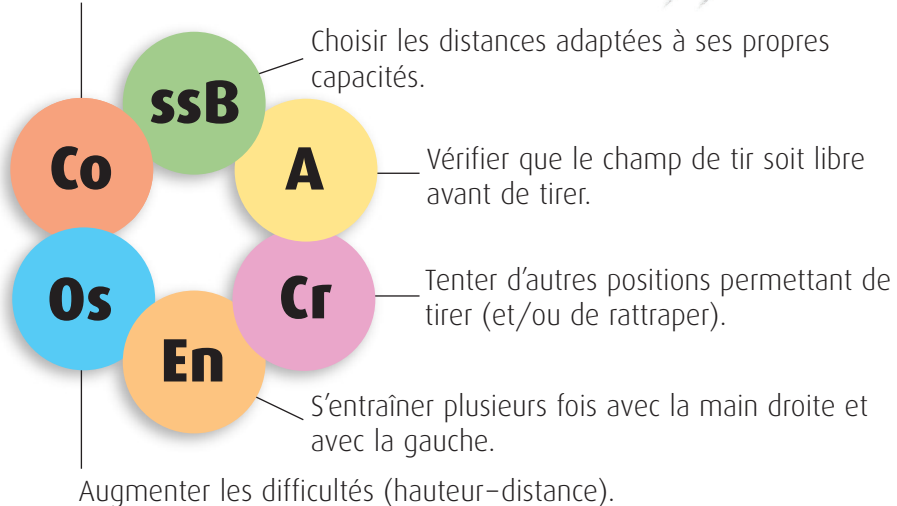 Choisir les distances adaptées à ses propres
capacités.
ssB
Co
A
Vérifier que le champ de tir soit libre
avant de tirer.
Os
Cr
Tenter d’autres positions permettant de
tirer (et/ou de rattraper).
En
S’entraîner plusieurs fois avec la main droite et
avec la gauche.
Augmenter les difficultés (hauteur–distance).